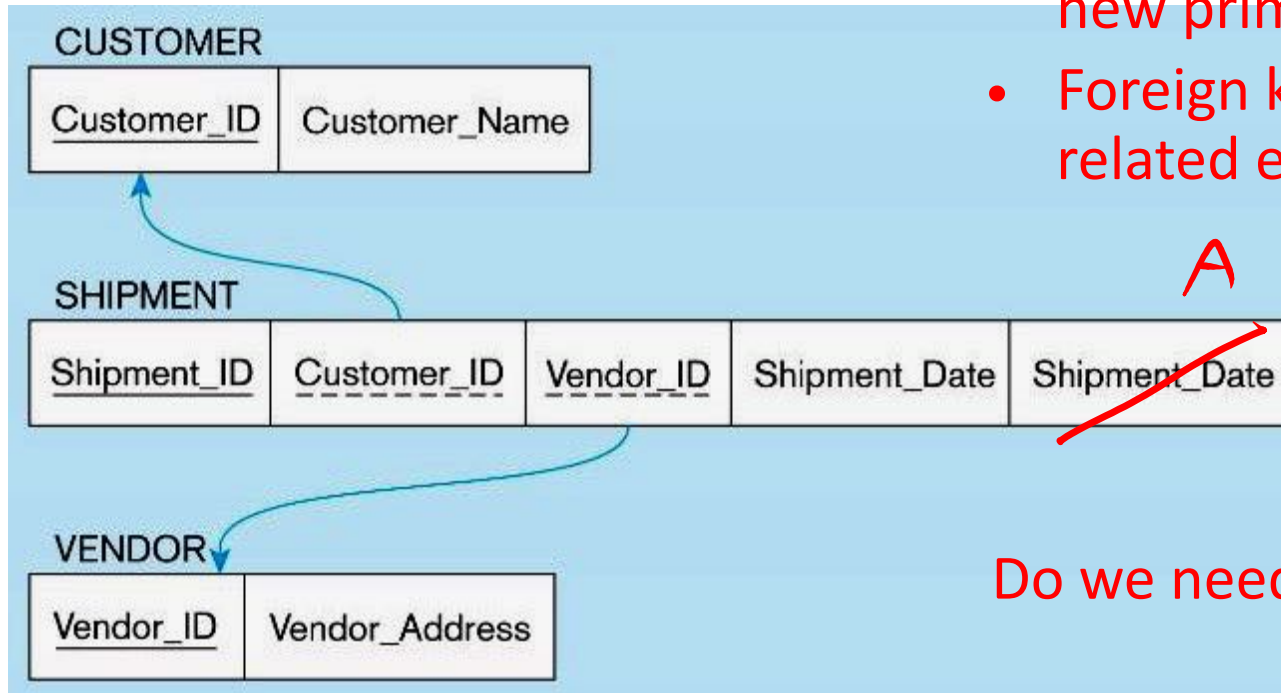 new prim
• Foreign k
related e
CUSTOMER
Customer_ID Customer_Name
A
SHIPMENT
Shipment_ID Customer_ID Vendor_ID Shipment_Date Shipment_Date
VENDOR
Vendor_ID Vendor_Address
Do we need